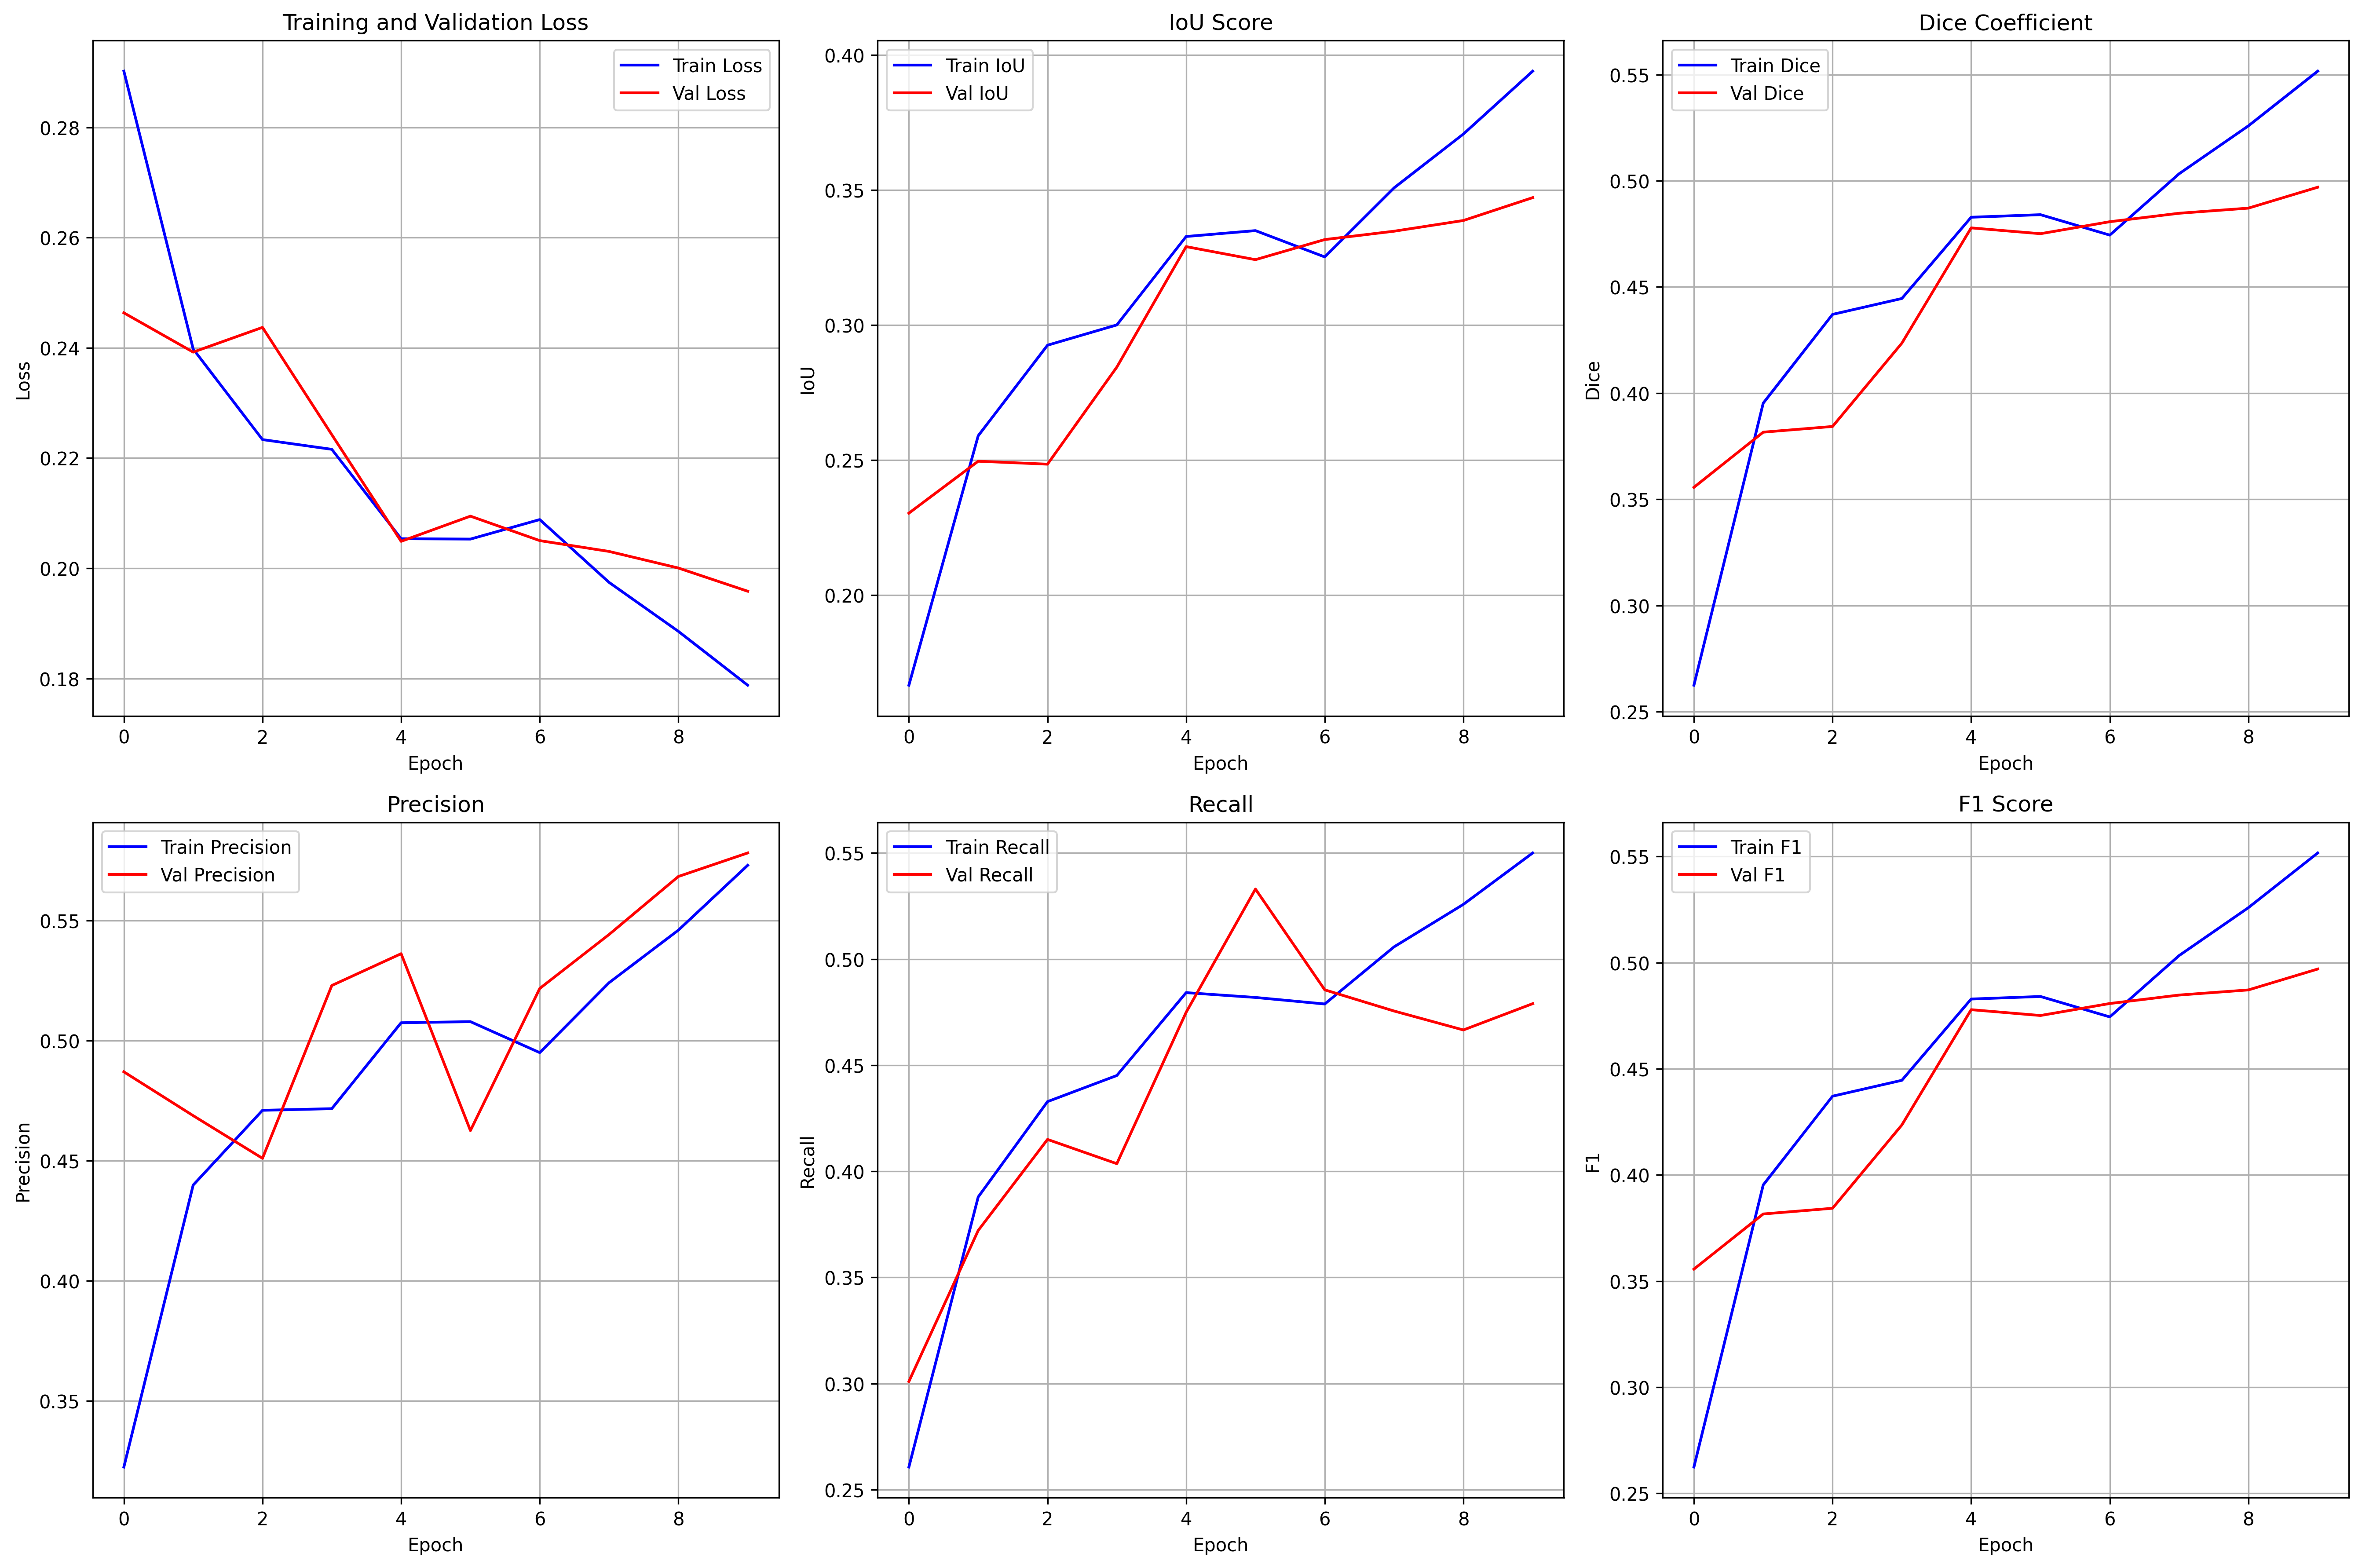 Training and Validation Loss
Train Loss
Val Loss
0.28
0.26
0.24
0.22
0.20
0.18
Loss
0 2 4 6 8
Epoch
IoU Score
Train IoU
Val IoU
0.40
0.35
0.30
0.25
0.20
IoU
0 2 4 6 8
Epoch
Dice Coefficient
Train Dice
Val Dice
0.55
0.50
0.45
0.40
0.35
0.30
0.25
Dice
0 2 4 6 8
Epoch
Precision
Train Precision
Val Precision
0.55
0.50
0.45
0.40
0.35
Precision
0 2 4 6 8
Epoch
Recall
Train Recall
Val Recall
0.55
0.50
0.45
0.40
0.35
0.30
0.25
Recall
0 2 4 6 8
Epoch
F1 Score
Train F1
Val F1
0.55
0.50
0.45
0.40
0.35
0.30
0.25
F1
0 2 4 6 8
Epoch